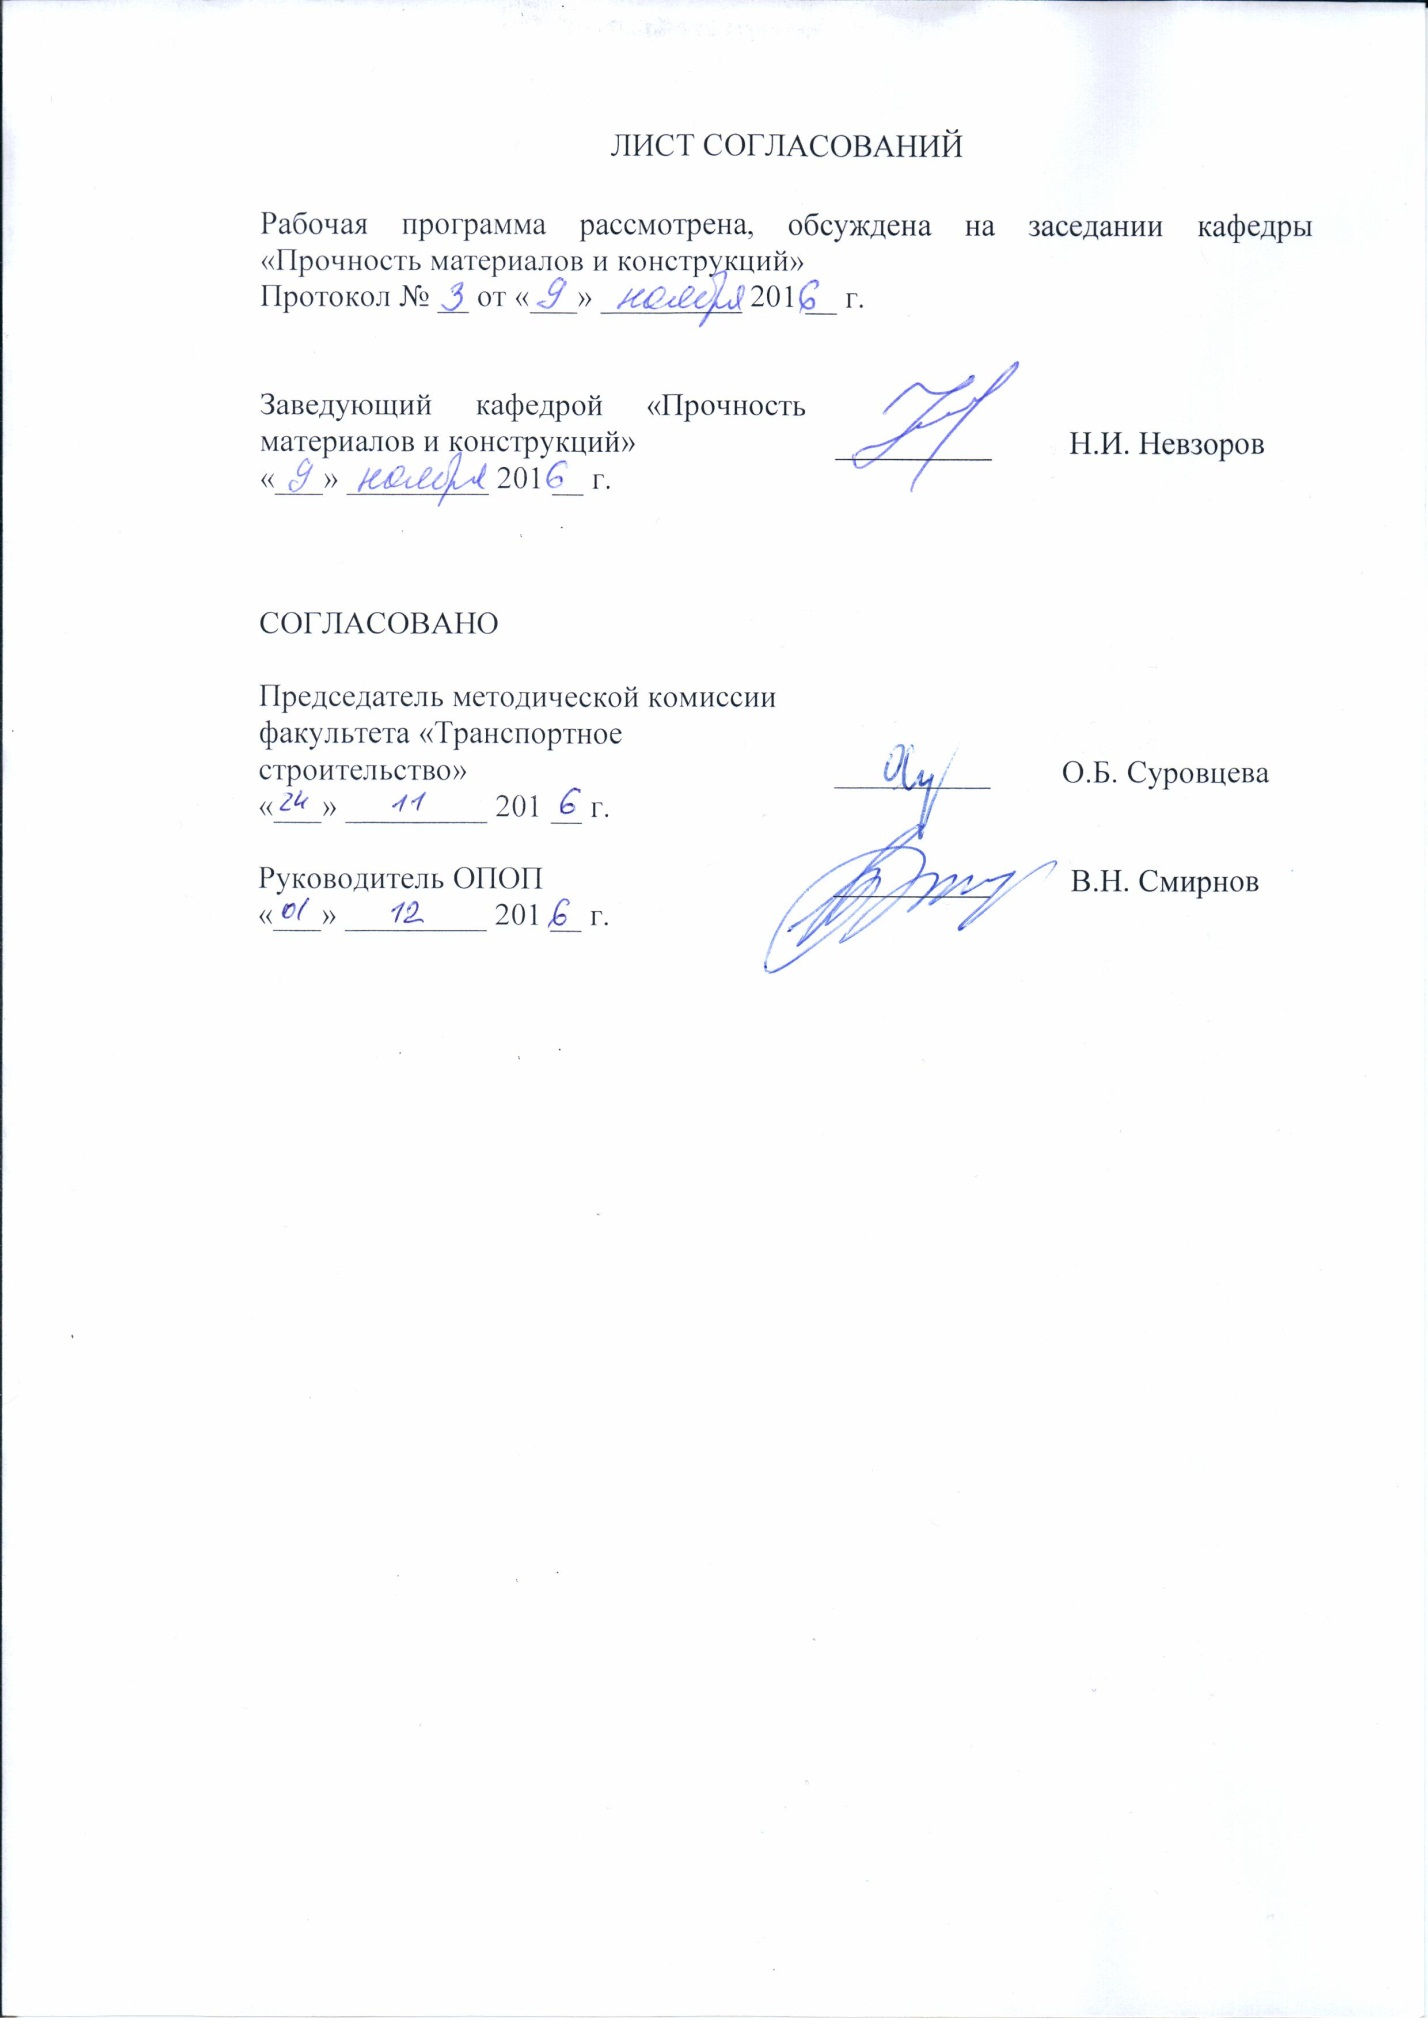 ЛИСТ СОГЛАСОВАНИЙ
Рабочая программа рассмотрена, обсуждена на заседании кафедры
«Прочность материалов и конструкций»
Протокол № 3 от «9» ноября 2016 г.
Заведующий кафедрой «Прочность
материалов и конструкций» Н.И. Невзоров
«9» ноября 2016 г.
СОГЛАСОВАНО
Председатель методической комиссии
факультета «Транспортное
строительство» О.Б. Суровцева
«24» 11 201 6 г.
Руководитель ОПОП В.Н. Смирнов
«01» 12 201 6 г.